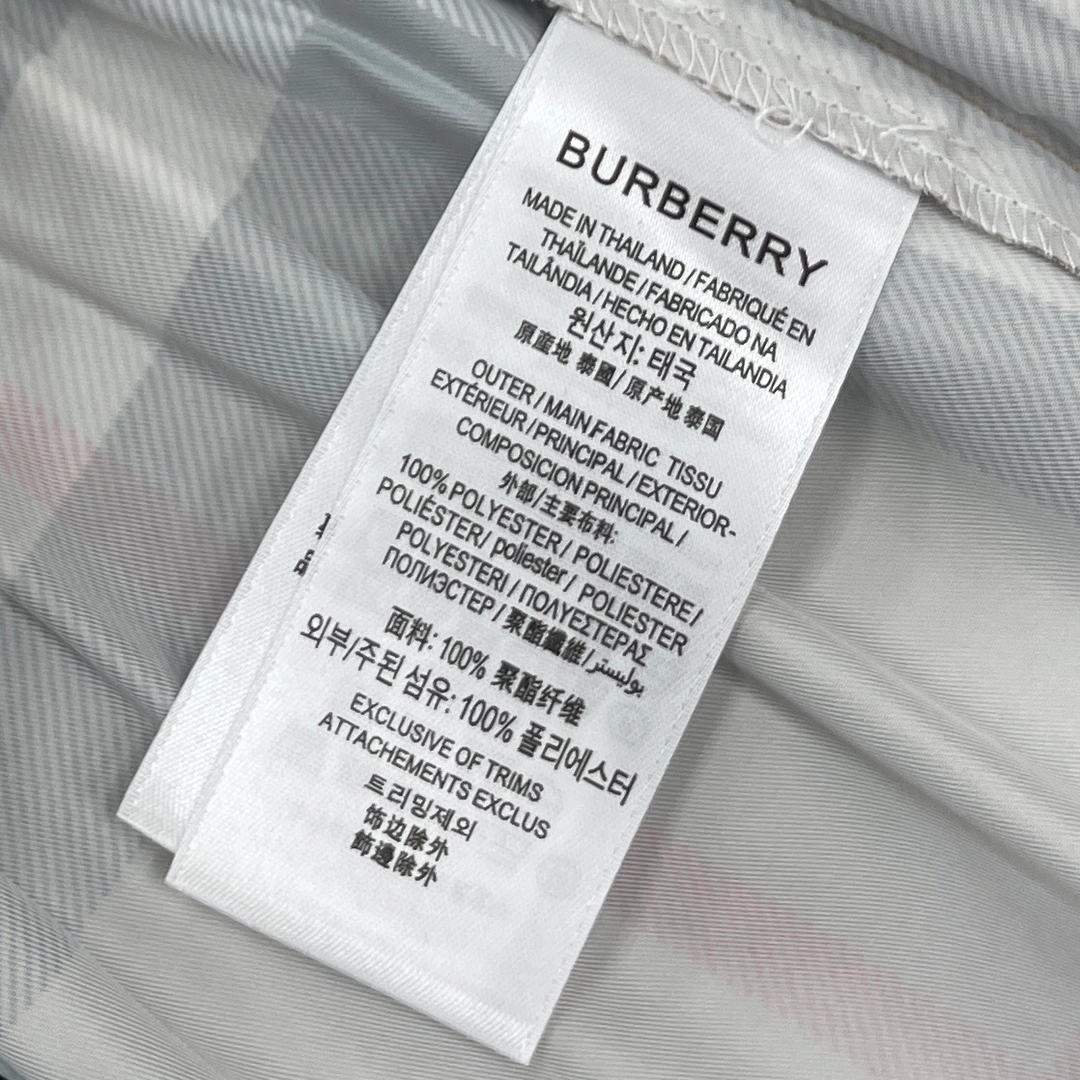 BURBERRY
MADE IN THAILAND / FABRIQUÉ EN
THAÏLANDE / FABRICADO NA
TAILÂNDIA / HECHO EN TAILANDIA
원산지: 태국
原産地 泰國/原产地 泰国
OUTER / MAIN FABRIC TISSU
EXTÉRIEUR / PRINCIPAL / EXTERIOR-
COMPOSICION PRINCIPAL /
外部/主要布料:
100% POLYESTER / POLIESTERE /
POLIÉSTER/ poliester / POLIESTER
POLYESTERI / ΠΟΛΥΕΣΤΕΡΑΣ
ПОЛИЭСТЕР / 聚酯纖維/بوليستر
面料: 100% 聚酯纤维
외부/주된 섬유: 100% 폴리에스터
EXCLUSIVE OF TRIMS
ATTACHEMENTS EXCLUS
트리밍제외
饰边除外
飾邊除外